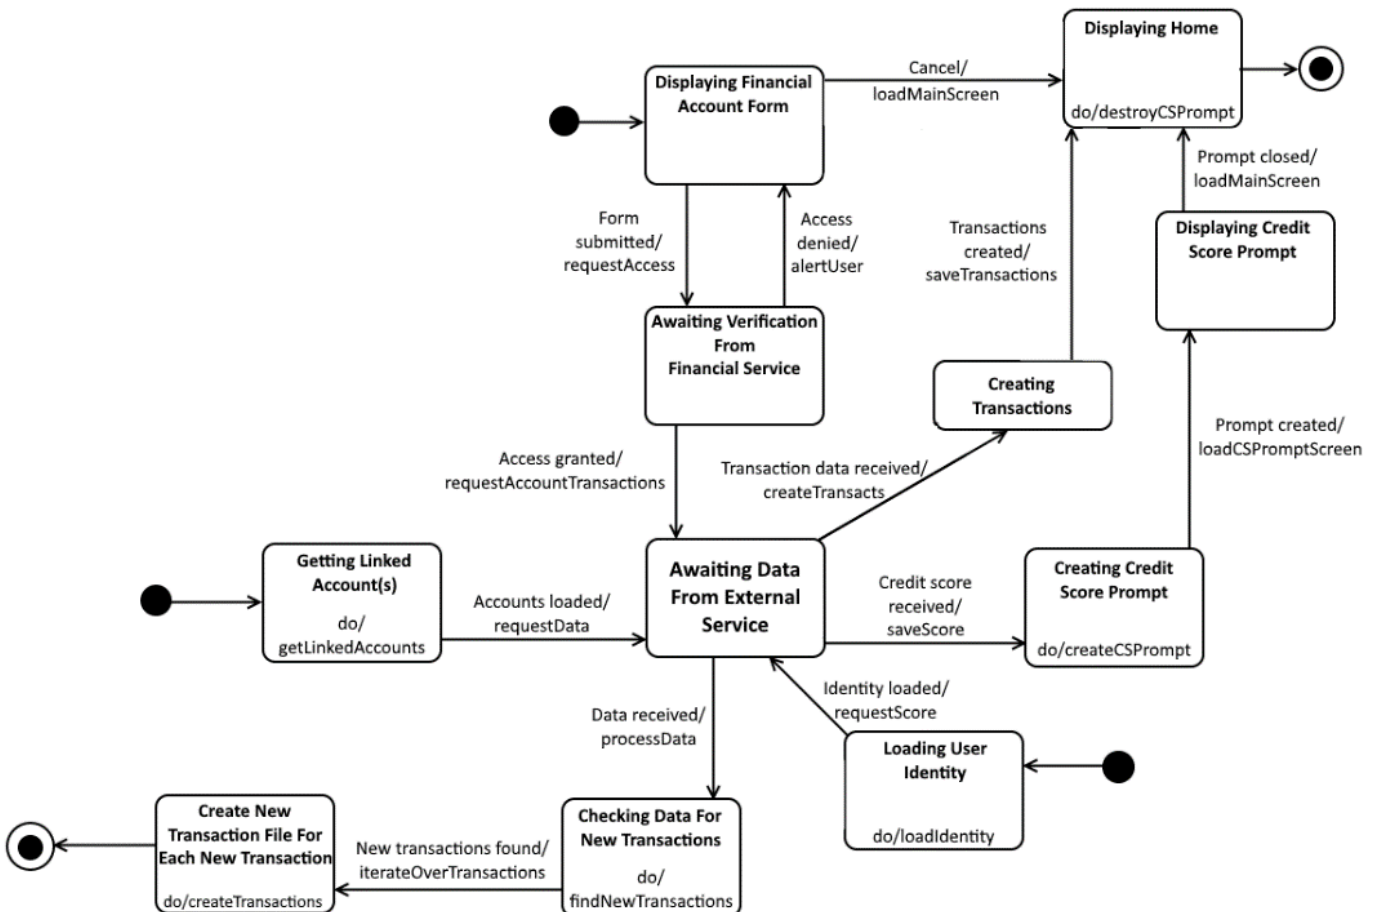 Displaying Home
do/destroyCSPrompt
Displaying Financial
Account Form
Cancel/
loadMainScreen
Prompt closed/
loadMainScreen
Form
submitted/
requestAccess
Access
denied/
alertUser
Transactions
created/
saveTransactions
Displaying Credit
Score Prompt
Awaiting Verification
From
Financial Service
Creating
Transactions
Prompt created/
loadCSPromptScreen
Access granted/
requestAccountTransactions
Transaction data received/
createTransacts
Getting Linked
Account(s)
do/
getLinkedAccounts
Accounts loaded/
requestData
Awaiting Data
From External
Service
Credit score
received/
saveScore
Creating Credit
Score Prompt
do/createCSPrompt
Data received/
processData
Identity loaded/
requestScore
Loading User
Identity
do/loadIdentity
Create New
Transaction File For
Each New Transaction
do/createTransactions
New transactions found/
iterateOverTransactions
Checking Data For
New Transactions
do/
findNewTransactions